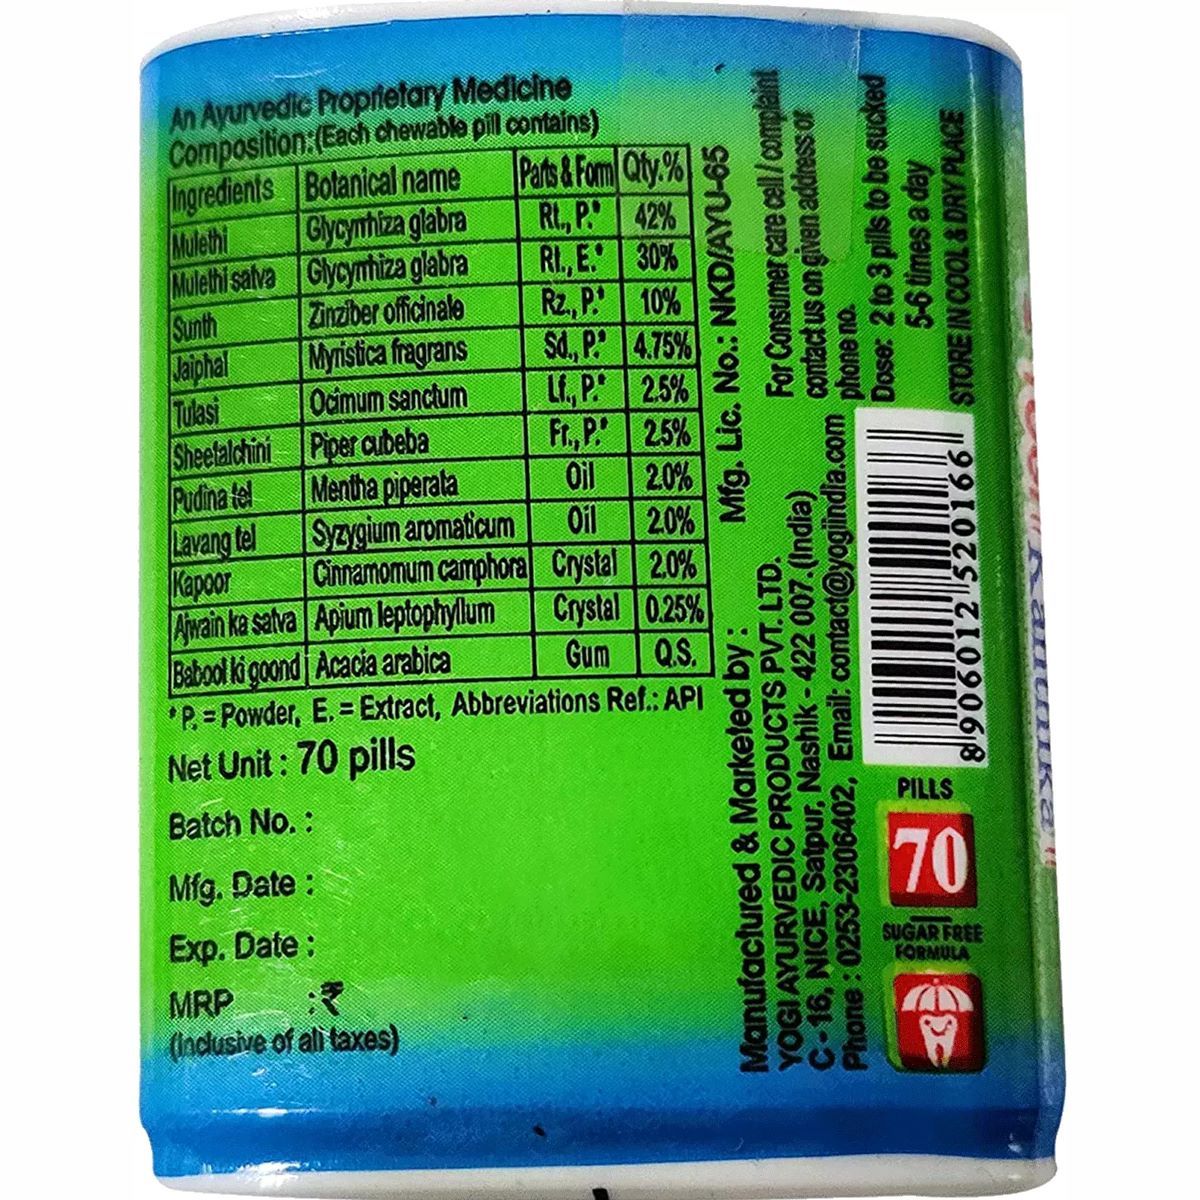 An Ayurvedic Proprietary Medicine
Composition:(Each chewable pill contains)
Ingredients Botanical name Parts & Form Qty.%
Mulethi Glycyrrhiza glabra Rt., P.* 42%
Mulethi satva Glycyrrhiza glabra Rt., E.* 30%
Sunth Zinziber officinale Rz., P.* 10%
Jaiphal Myristica fragrans Sd., P.* 4.75%
Tulasi Ocimum sanctum Lf., P.* 2.5%
Sheetalchini Piper cubeba Fr., P.* 2.5%
Pudina tel Mentha piperata Oil 2.0%
Lavang tel Syzygium aromaticum Oil 2.0%
Kapoor Cinnamomum camphora Crystal 2.0%
Ajwain ka satva Apium leptophyllum Crystal 0.25%
Babool ki goond Acacia arabica Gum Q.S.
* P. = Powder, E. = Extract, Abbreviations Ref.: API
Net Unit : 70 pills
Batch No. :
Mfg. Date :
Exp. Date :
MRP :₹
(Inclusive of all taxes)
Mfg. Lic. No.: NKD/AYU-65
Manufactured & Marketed by :
YOGI AYURVEDIC PRODUCTS PVT. LTD.
C-16, NICE, Satpur, Nashik - 422 007.(India)
Phone : 0253-2306402, Email: contact@yogiindia.com
For Consumer care cell / complaint
contact us on given address or
phone no.
Dose: 2 to 3 pills to be sucked
5-6 times a day
STORE IN COOL & DRY PLACE
8906012520166
PILLS
70
SUGAR FREE
FORMULA
Kanthika